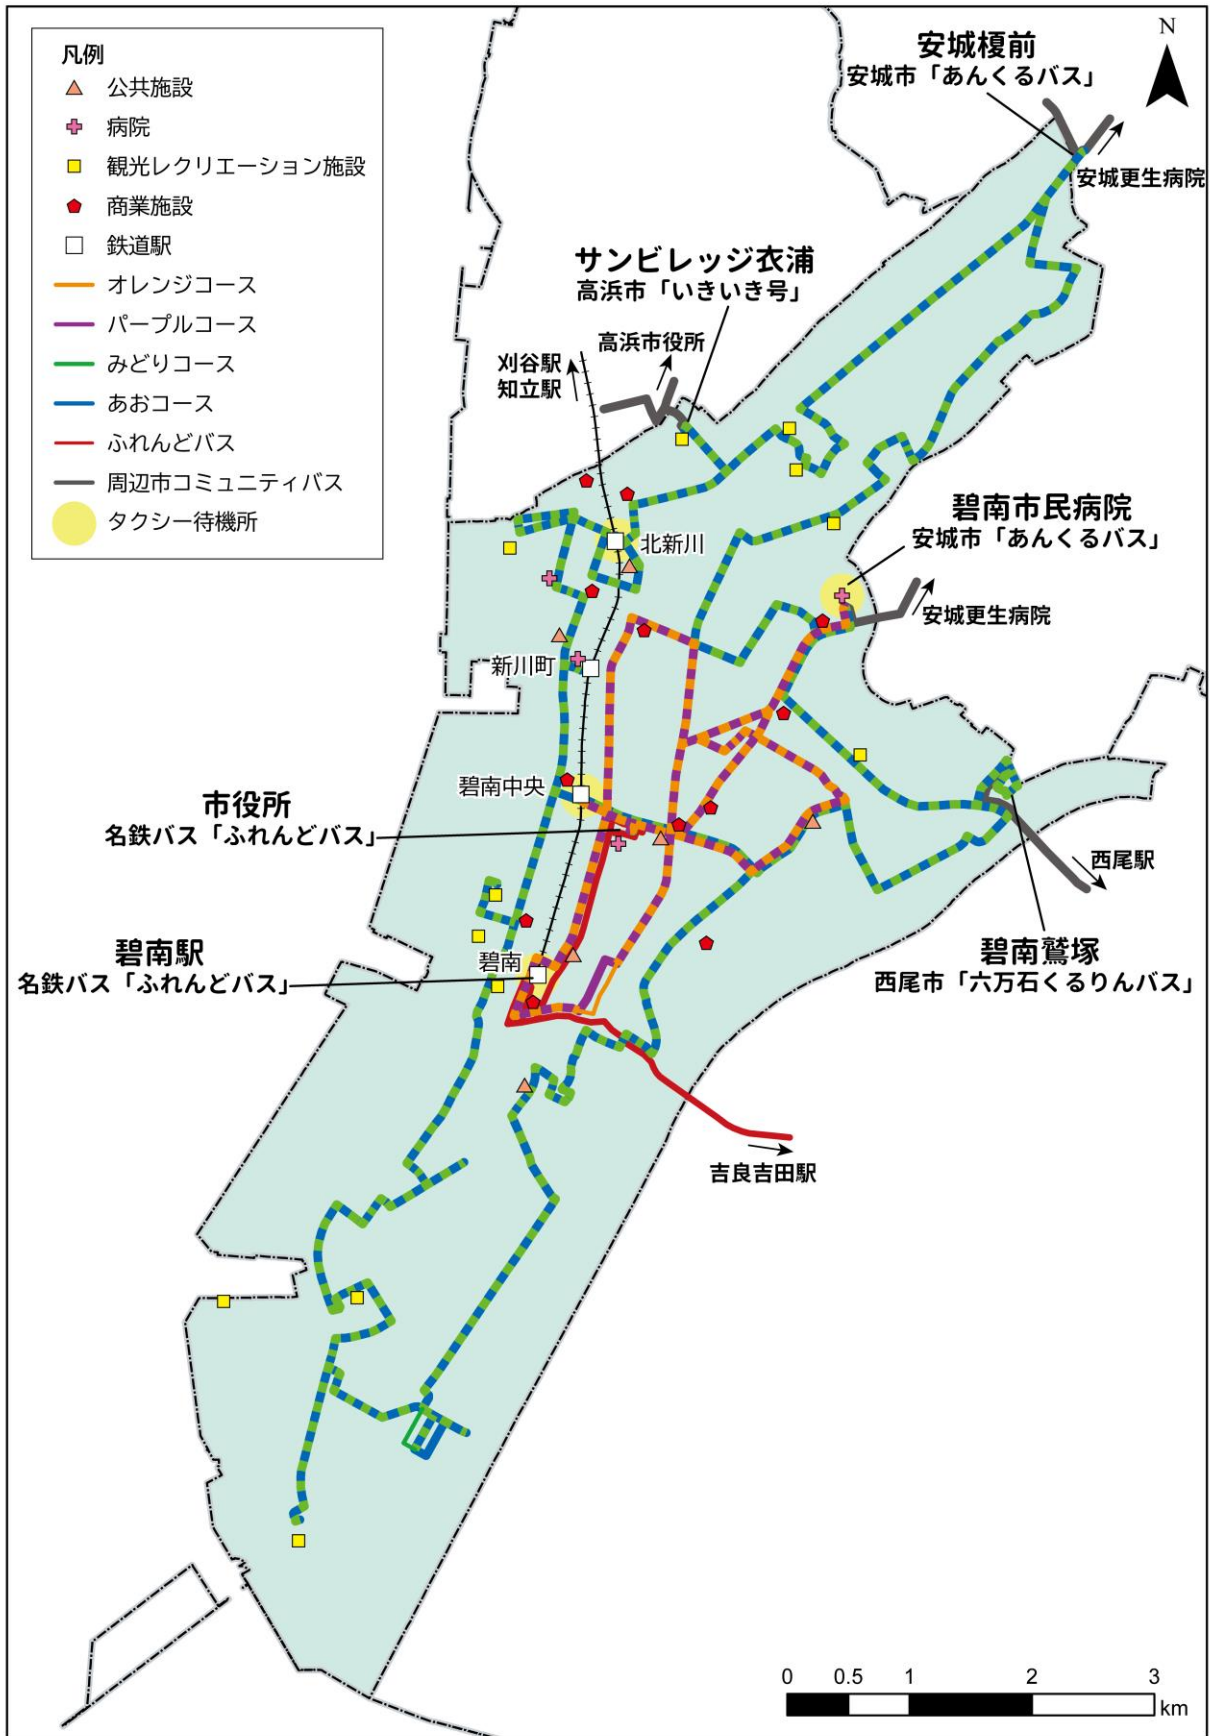 凡例
公共施設
病院
観光レクリエーション施設
商業施設
鉄道駅
オレンジコース
パープルコース
みどりコース
あおコース
ふれんどバス
周辺市コミュニティバス
タクシー待機所
N
安城榎前
安城市「あんくるバス」
安城更生病院
サンビレッジ衣浦
高浜市「いきいき号」
高浜市役所
刈谷駅
知立駅
碧南市民病院
安城市「あんくるバス」
北新川
安城更生病院
新川町
碧南中央
市役所
名鉄バス「ふれんどバス」
西尾駅
碧南鷲塚
西尾市「六万石くるりんバス」
碧南
碧南駅
名鉄バス「ふれんどバス」
吉良吉田駅
0 0.5 1 2 3
km